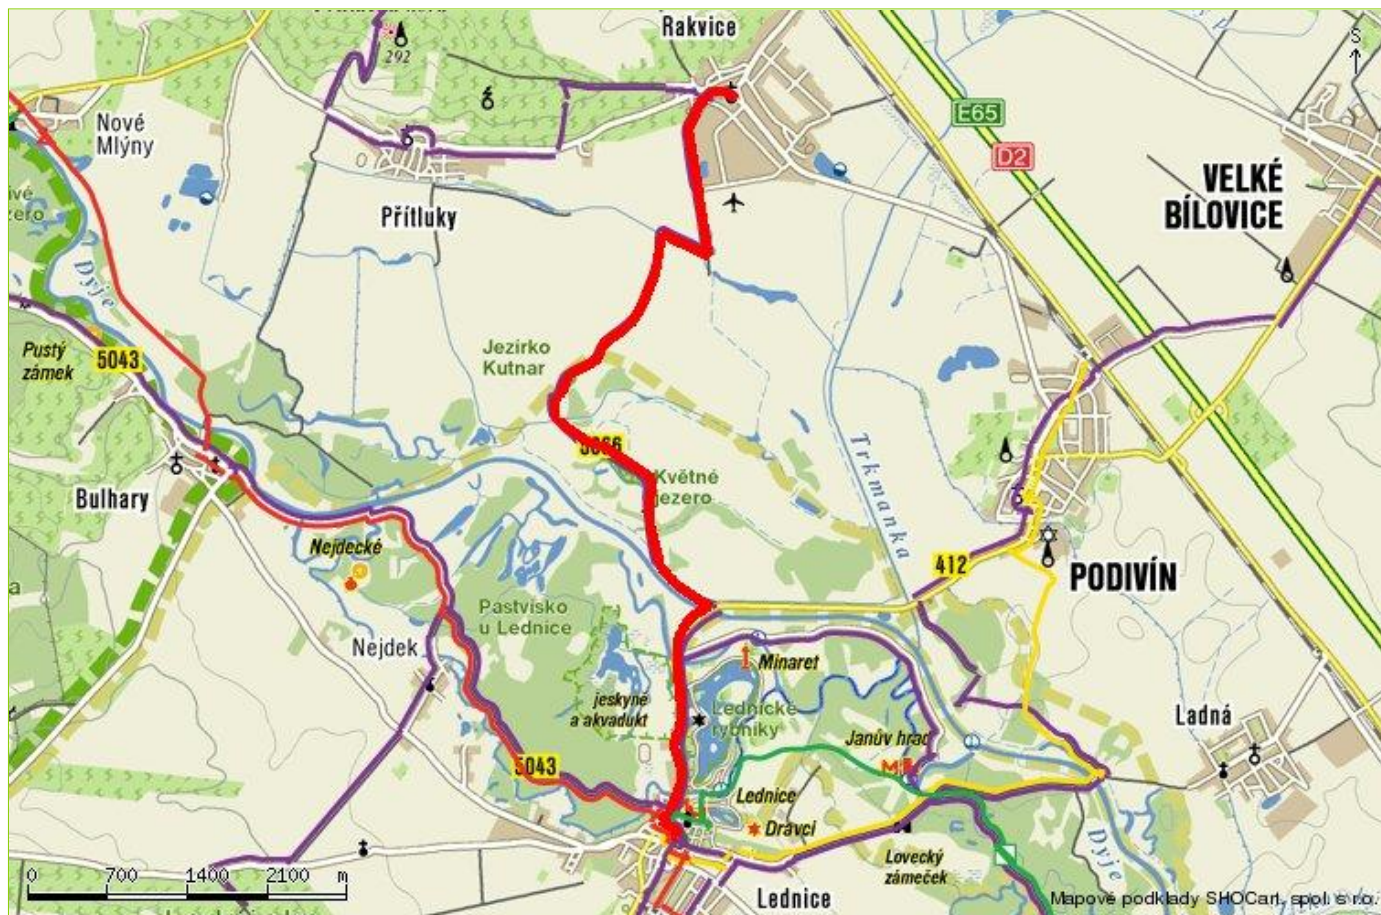 Rakvice
S
292
E65
D2
Nové
Mlýny
VELKÉ
BÍLOVICE
Přítluky
Dyje
Pustý
zámek
5043
Jezírko
Kutnar
Květné
jezero
Trkmanka
Bulhary
Nejdecké
412
PODIVÍN
Pastvisko
u Lednice
Nejdek
Minaret
jeskyně
a akvadukt
Lednické
rybníky
Janův hrad
Ladná
5043
Lednice
Dravci
Dyje
Lovecký
zámeček
0 700 1400 2100 m
Lednice
Mapové podklady SHOCart, spol. s r.o.